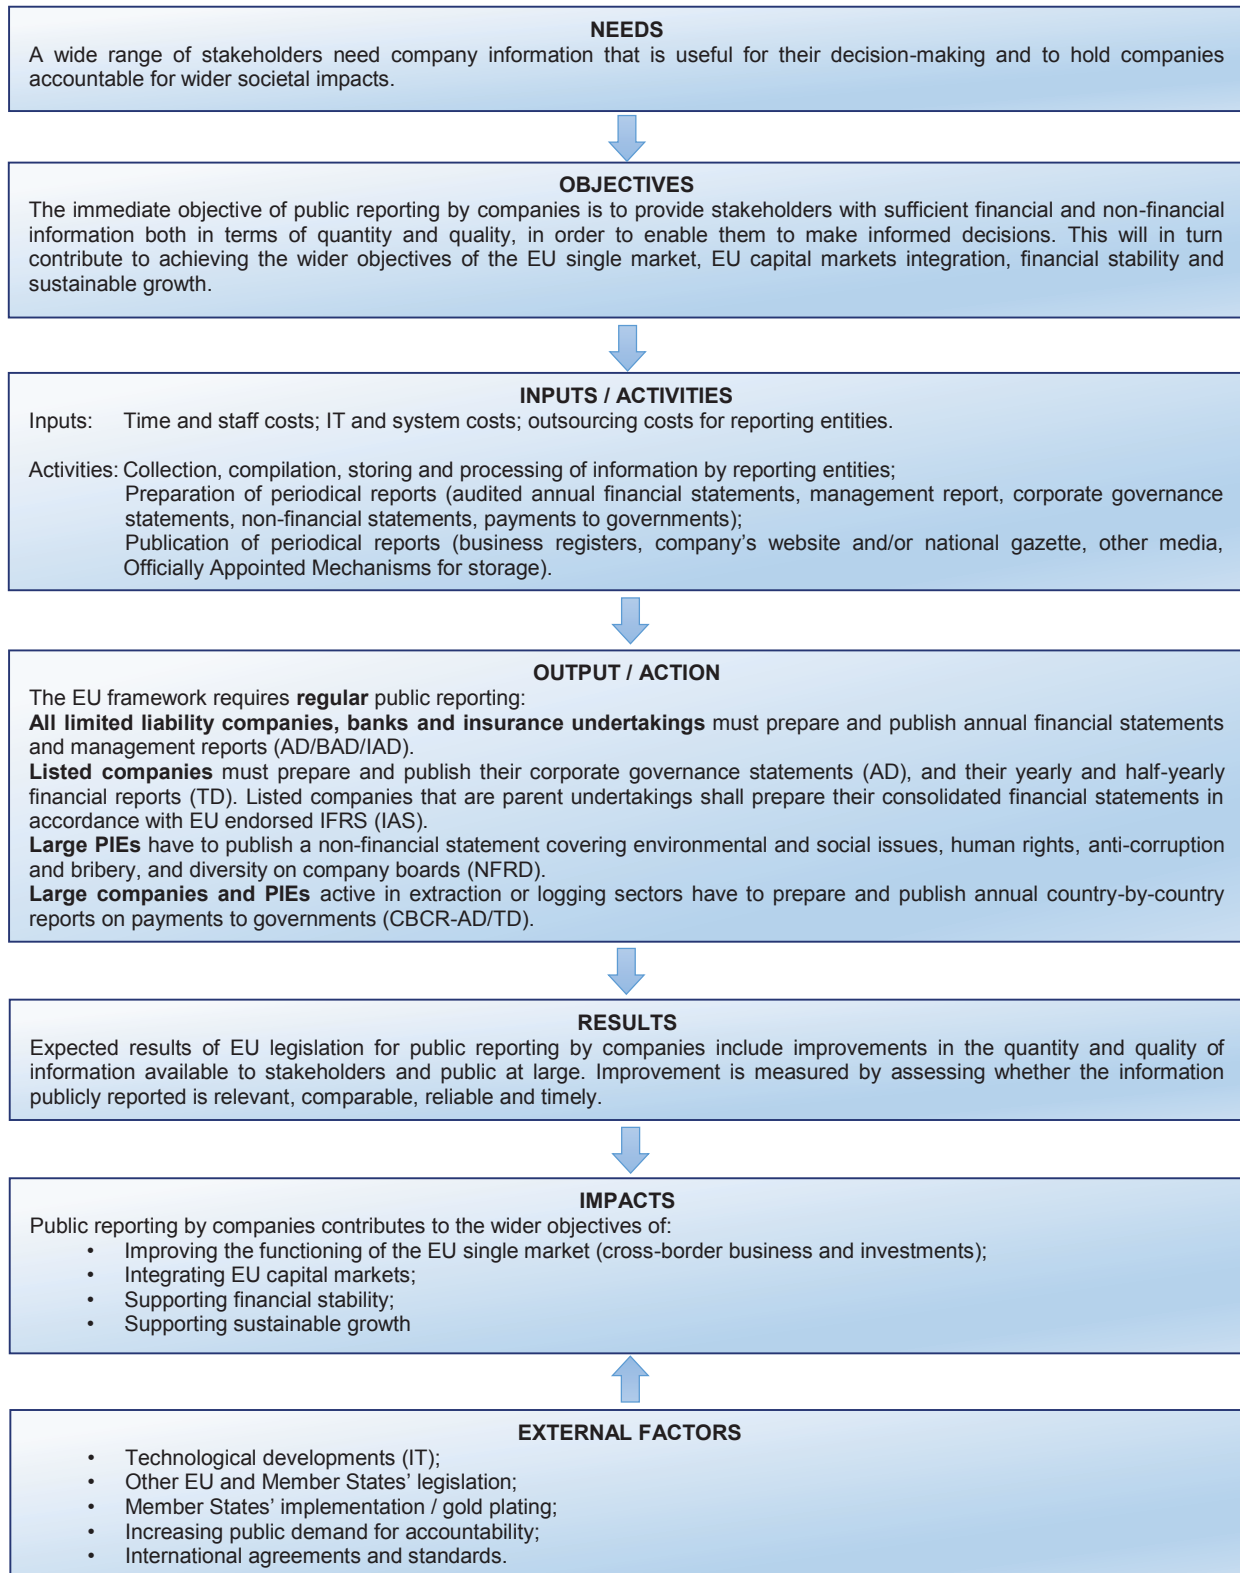 NEEDS
A wide range of stakeholders need company information that is useful for their decision-making and to hold companies
accountable for wider societal impacts.
OBJECTIVES
The immediate objective of public reporting by companies is to provide stakeholders with sufficient financial and non-financial
information both in terms of quantity and quality, in order to enable them to make informed decisions. This will in turn
contribute to achieving the wider objectives of the EU single market, EU capital markets integration, financial stability and
sustainable growth.
INPUTS / ACTIVITIES
Inputs: Time and staff costs; IT and system costs; outsourcing costs for reporting entities.
Activities: Collection, compilation, storing and processing of information by reporting entities;
Preparation of periodical reports (audited annual financial statements, management report, corporate governance
statements, non-financial statements, payments to governments);
Publication of periodical reports (business registers, company's website and/or national gazette, other media,
Officially Appointed Mechanisms for storage).
OUTPUT / ACTION
The EU framework requires regular public reporting:
All limited liability companies, banks and insurance undertakings must prepare and publish annual financial statements
and management reports (AD/BAD/IAD).
Listed companies must prepare and publish their corporate governance statements (AD), and their yearly and half-yearly
financial reports (TD). Listed companies that are parent undertakings shall prepare their consolidated financial statements in
accordance with EU endorsed IFRS (IAS).
Large PIEs have to publish a non-financial statement covering environmental and social issues, human rights, anti-corruption
and bribery, and diversity on company boards (NFRD).
Large companies and PIEs active in extraction or logging sectors have to prepare and publish annual country-by-country
reports on payments to governments (CBCR-AD/TD).
RESULTS
Expected results of EU legislation for public reporting by companies include improvements in the quantity and quality of
information available to stakeholders and public at large. Improvement is measured by assessing whether the information
publicly reported is relevant, comparable, reliable and timely.
IMPACTS
Public reporting by companies contributes to the wider objectives of:
• Improving the functioning of the EU single market (cross-border business and investments);
• Integrating EU capital markets;
• Supporting financial stability;
• Supporting sustainable growth
EXTERNAL FACTORS
• Technological developments (IT);
• Other EU and Member States' legislation;
• Member States' implementation / gold plating;
• Increasing public demand for accountability;
• International agreements and standards.